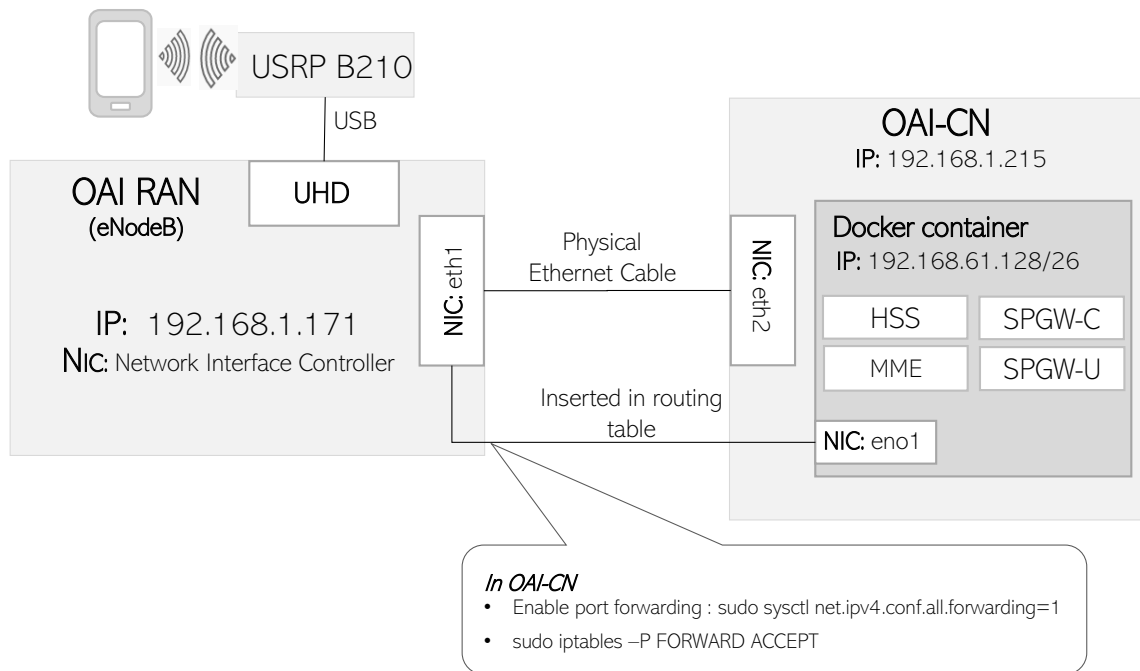 USRP B210
USB
OAI RAN
(eNodeB)
UHD
NIC: eth1
IP: 192.168.1.171
NIC: Network Interface Controller
Physical
Ethernet Cable
Inserted in routing
table
OAI-CN
IP: 192.168.1.215
NIC: eth2
Docker container
IP: 192.168.61.128/26
HSS
SPGW-C
MME
SPGW-U
NIC: eno1
In OAI-CN
• Enable port forwarding : sudo sysctl net.ipv4.conf.all.forwarding=1
• sudo iptables –P FORWARD ACCEPT